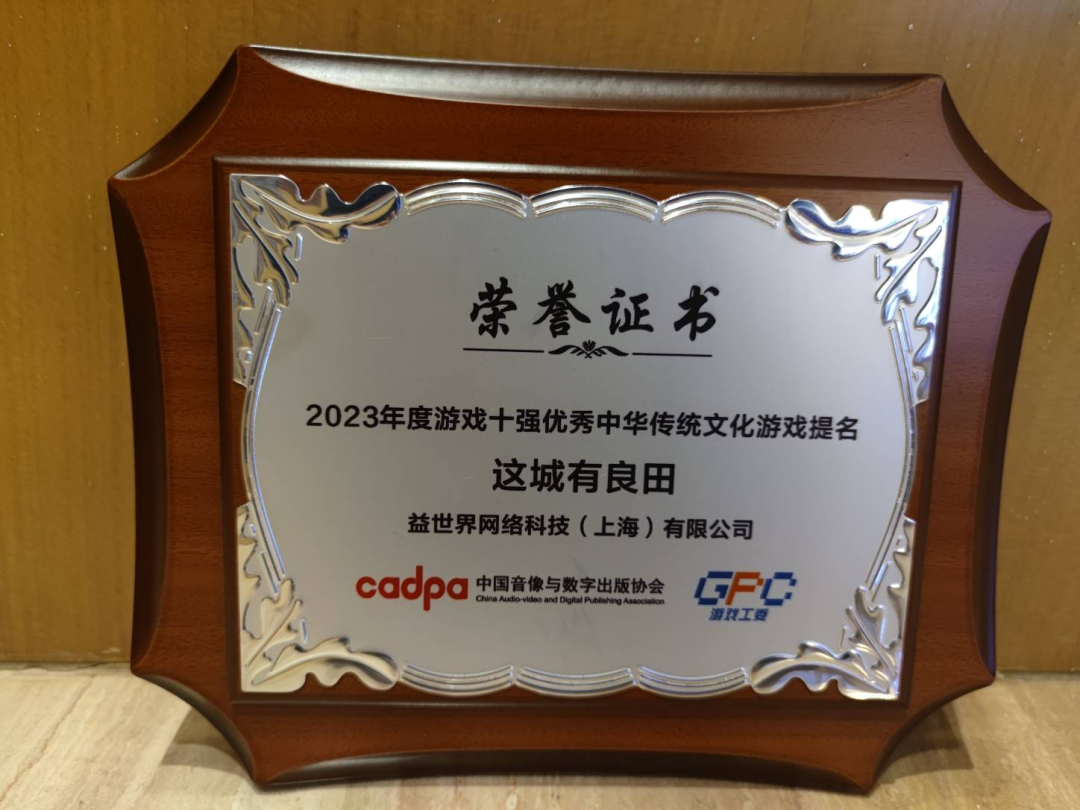 荣誉证书
2023年度游戏十强优秀中华传统文化游戏提名
这城有良田
益世界网络科技（上海）有限公司
cadpa 中国音像与数字出版协会
China Audio-video and Digital Publishing Association
GPC
游戏工委